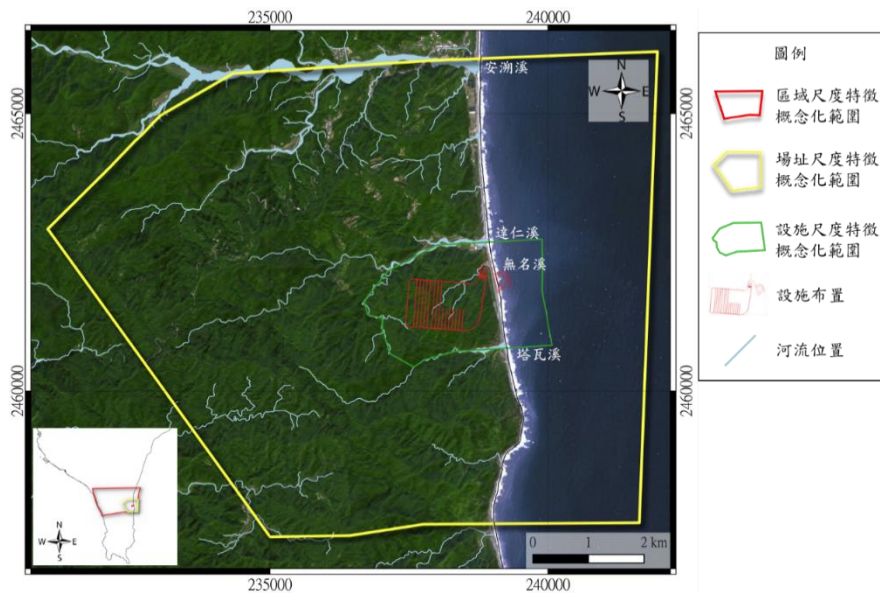 235000
240000
2465000
2465000
2460000
2460000
235000
240000
安溯溪
N
W
E
S
達仁溪
無名溪
塔瓦溪
N
W
E
S
0
1
2 km
圖例
區域尺度特徵
概念化範圍
場址尺度特徵
概念化範圍
設施尺度特徵
概念化範圍
設施布置
河流位置